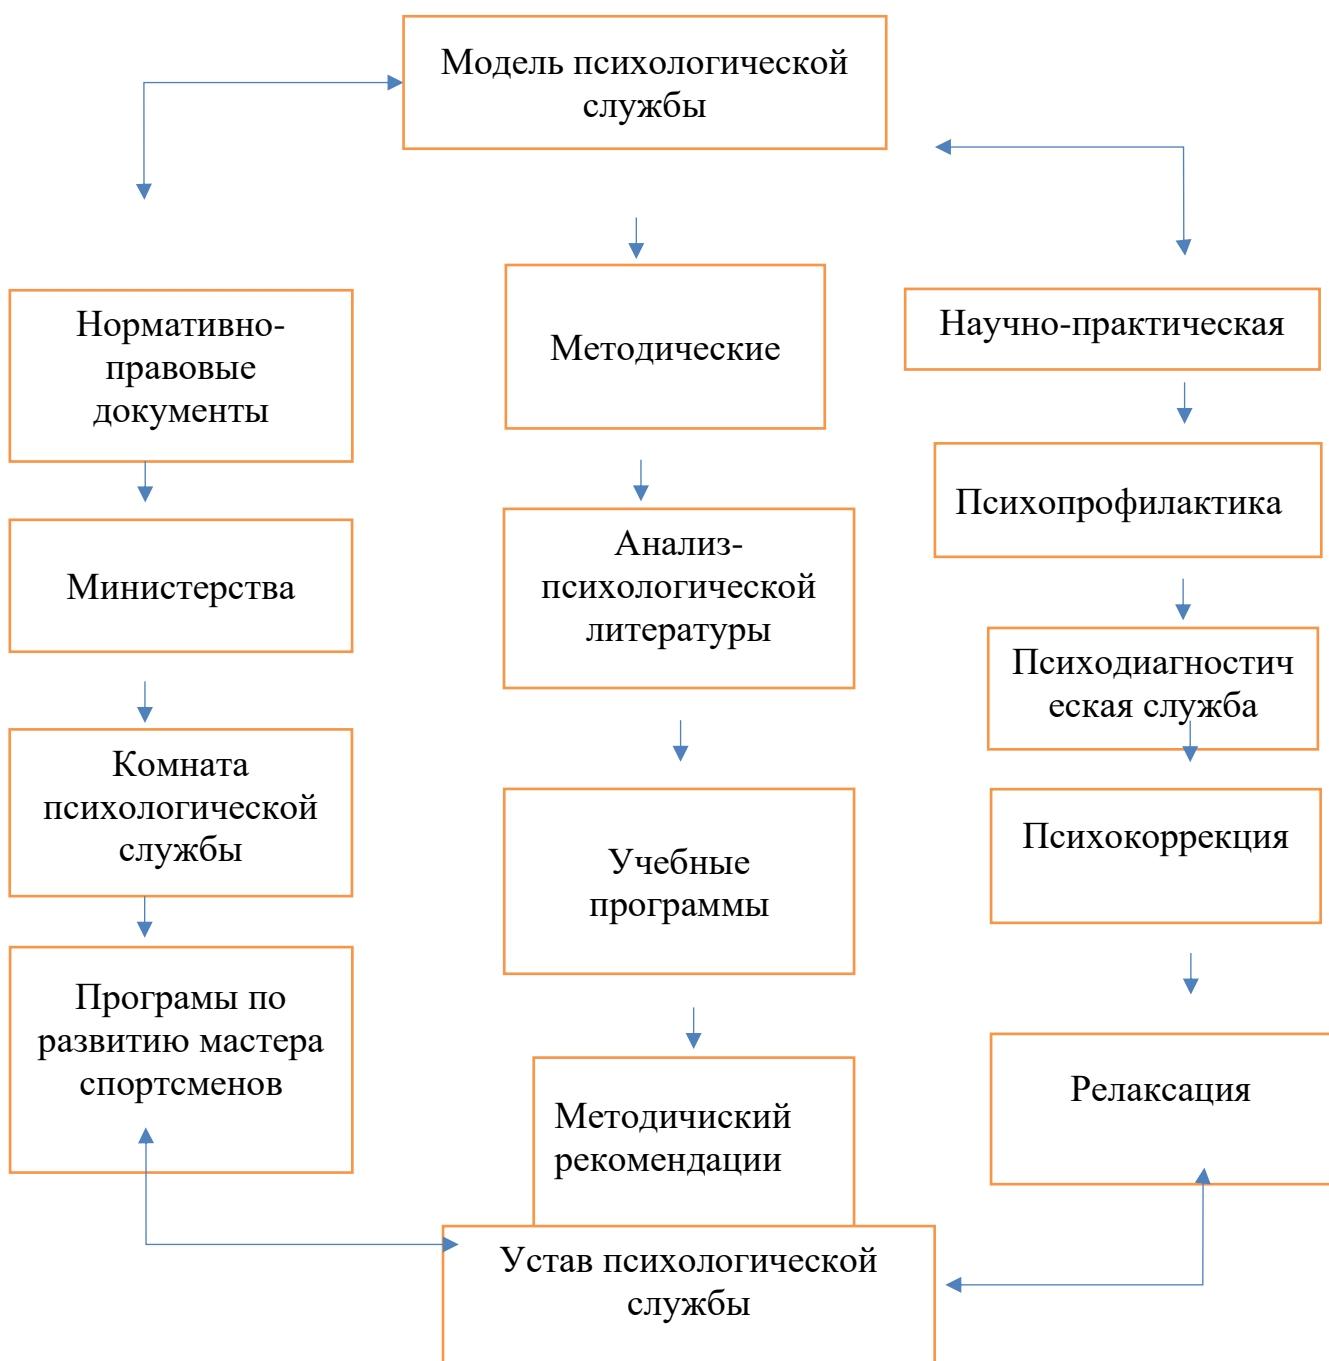 Модель психологической
службы
Нормативно-
правовые
документы
Министерства
Комната
психологической
службы
Програмы по
развитию мастера
спортсменов
Методические
Анализ-
психологической
литературы
Учебные
программы
Методичиский
рекомендации
Научно-практическая
Психопрофилактика
Психодиагностич
еская служба
Психокоррекция
Релаксация
Устав психологической
службы